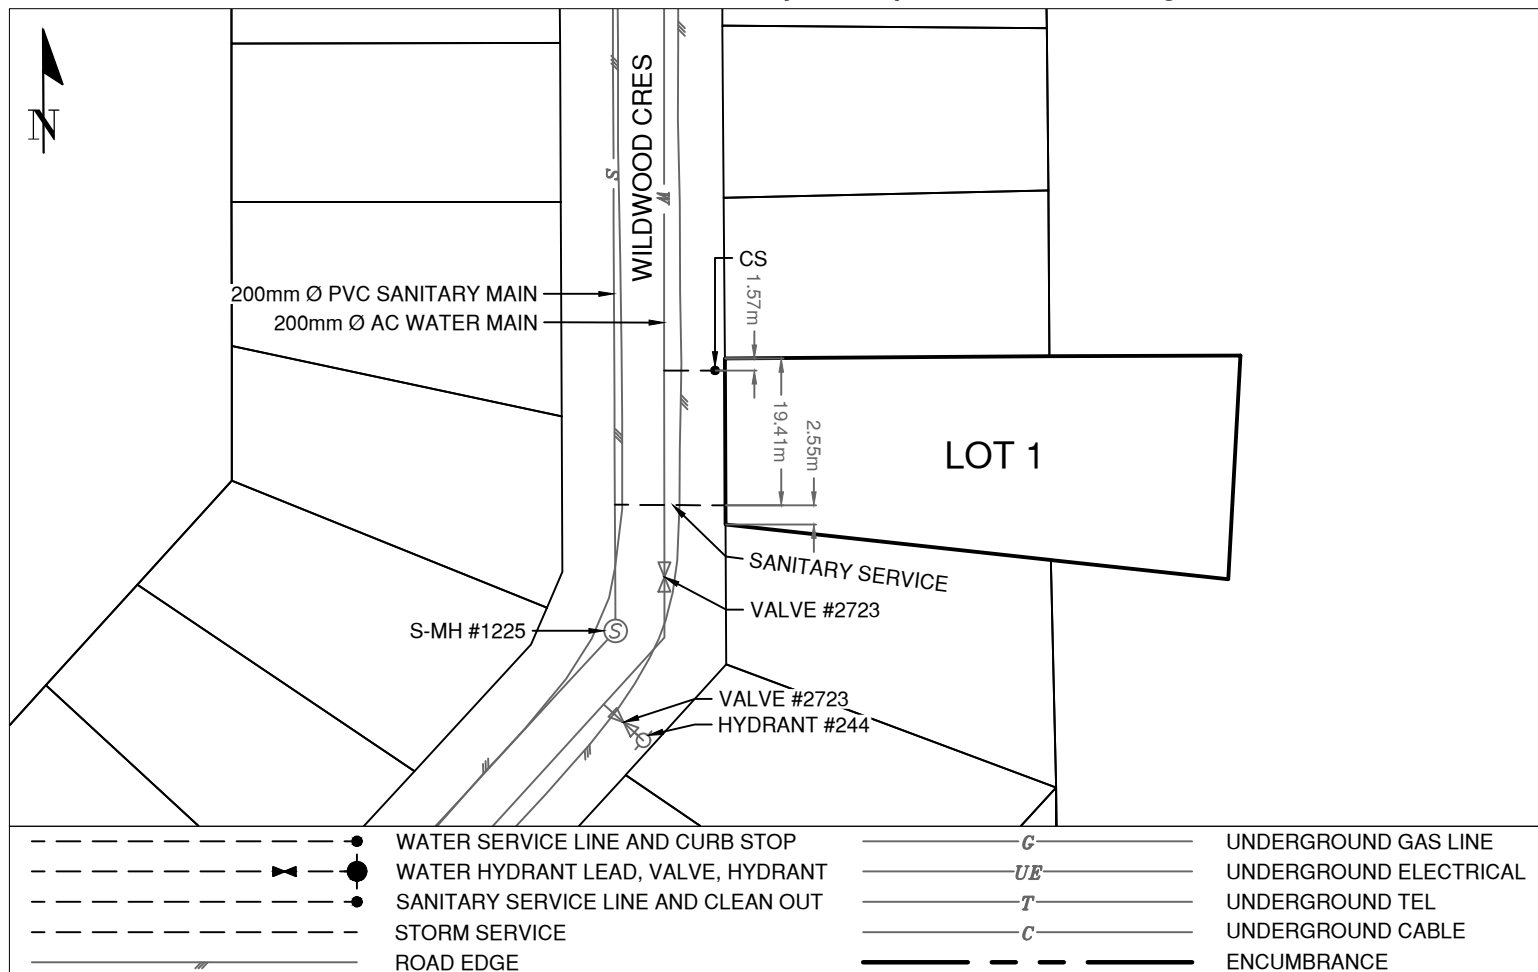 N
WILDWOOD CRES
S
W
CS
1.57m
200mm Ø PVC SANITARY MAIN
200mm Ø AC WATER MAIN
19.41m
2.55m
LOT 1
SANITARY SERVICE
VALVE #2723
S-MH #1225
S
VALVE #2723
HYDRANT #244
WATER SERVICE LINE AND CURB STOP
WATER HYDRANT LEAD, VALVE, HYDRANT
SANITARY SERVICE LINE AND CLEAN OUT
STORM SERVICE
ROAD EDGE
G
UNDERGROUND GAS LINE
UE
UNDERGROUND ELECTRICAL
T
UNDERGROUND TEL
C
UNDERGROUND CABLE
ENCUMBRANCE